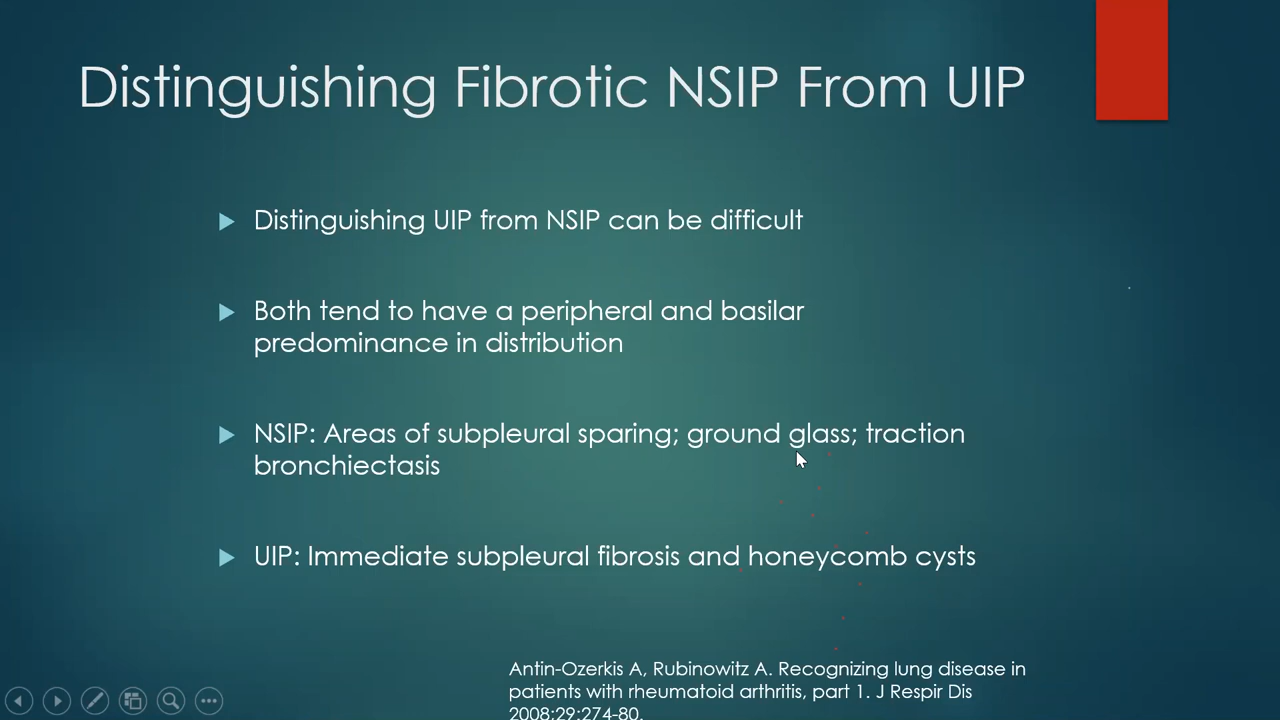 Distinguishing Fibrotic NSIP From UIP
Distinguishing UIP from NSIP can be difficult
Both tend to have a peripheral and basilar
predominance in distribution
NSIP: Areas of subpleural sparing; ground glass; traction
bronchiectasis
UIP: Immediate subpleural fibrosis and honeycomb cysts
Antin-Ozerkis A, Rubinowitz A. Recognizing lung disease in
patients with rheumatoid arthritis, part 1. J Respir Dis
2008;29:274-80.